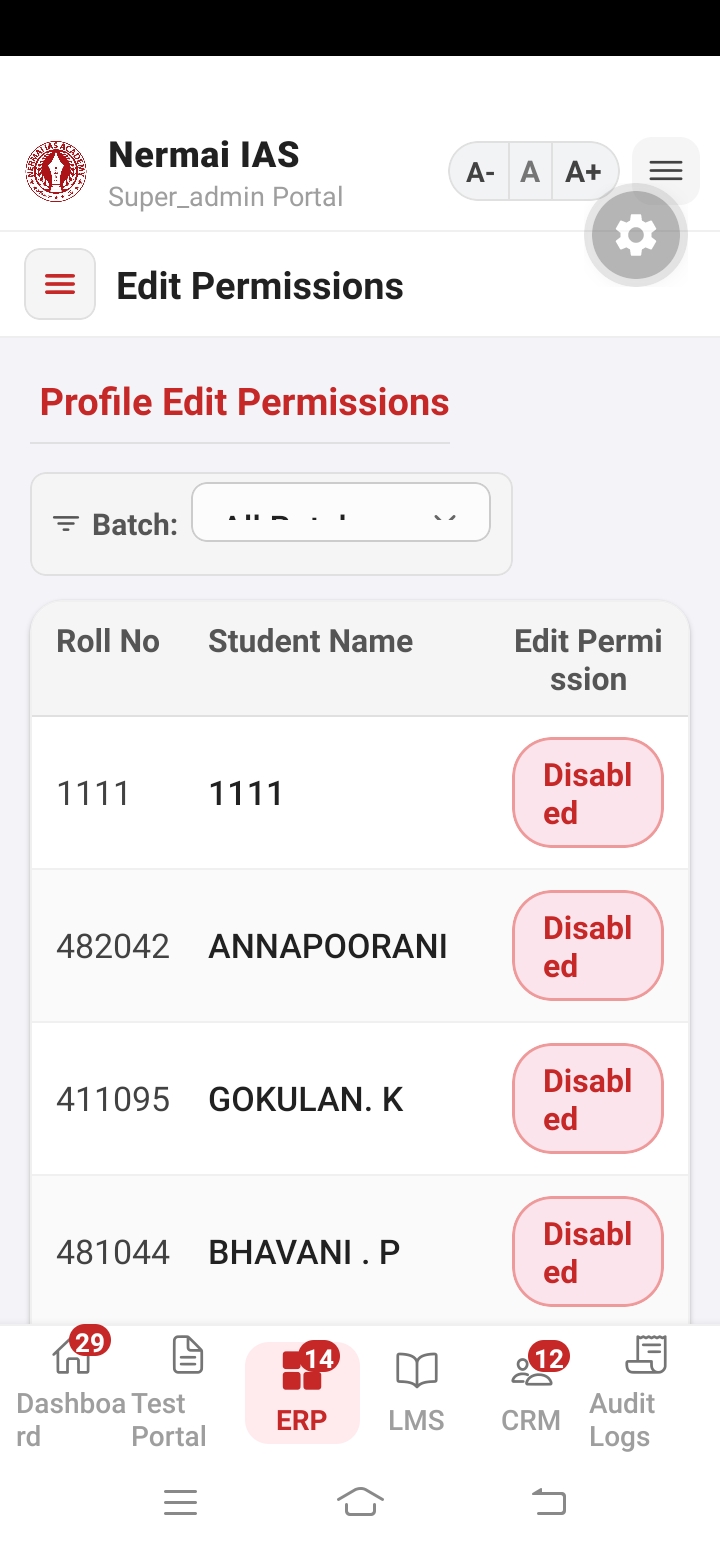 Nermai IAS
Super_admin Portal
A- A A+
Edit Permissions
Profile Edit Permissions
Batch:
Roll No Student Name Edit Permi
ssion
1111 1111 Disabl
ed
482042 ANNAPOORANI Disabl
ed
411095 GOKULAN. K Disabl
ed
481044 BHAVANI . P Disabl
ed
29 14 12
Dashboa
rd
Test
Portal
ERP
LMS
CRM
Audit
Logs